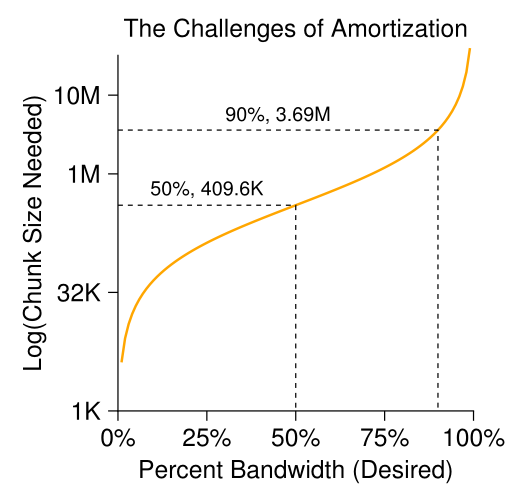 The Challenges of Amortization
Log(Chunk Size Needed)
10M
1M
32K
1K
90%, 3.69M
50%, 409.6K
0% 25% 50% 75% 100%
Percent Bandwidth (Desired)